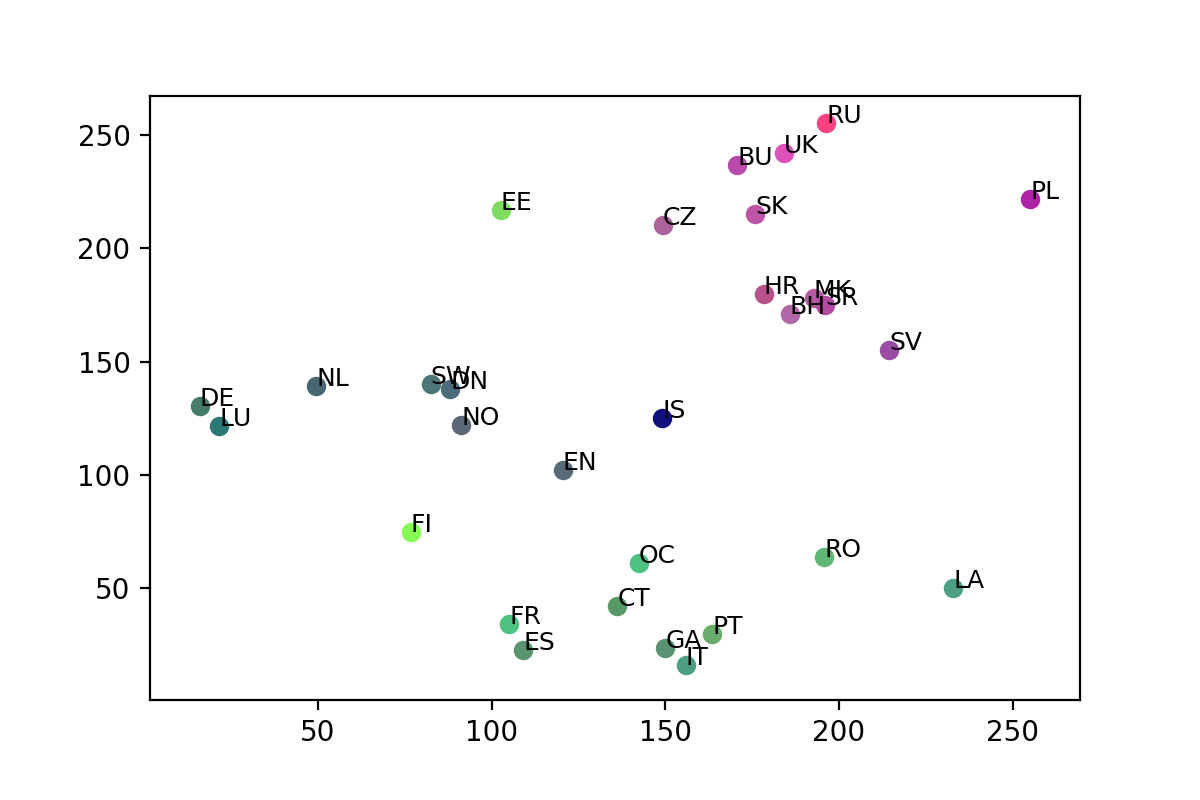 250
200
150
100
50
50
100
150
200
250
RU
UK
BU
PL
EE
SK
CZ
HR
MK
SR
BH
SV
NL
SW
DN
DE
LU
NO
IS
EN
FI
OC
RO
LA
CT
FR
PT
ES
GA
IT